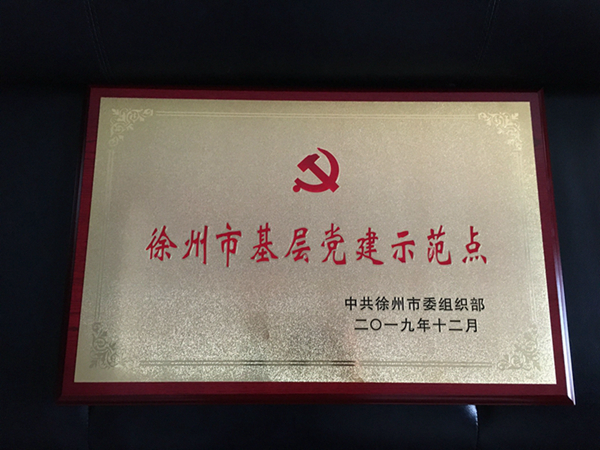 徐州市基层党建示范点
中共徐州市委组织部
二〇一九年十二月